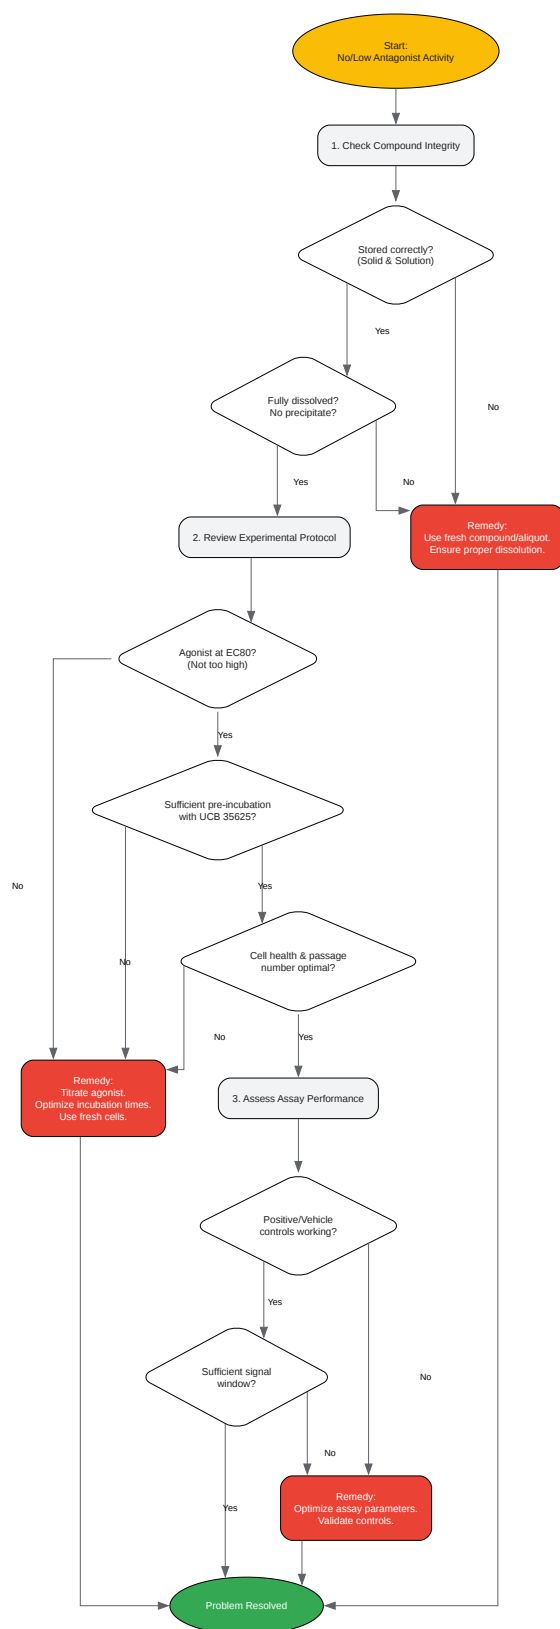 Start:
No/Low Antagonist Activity
1. Check Compound Integrity
Stored correctly?
(Solid & Solution)
Yes
No
Fully dissolved?
No precipitate?
Yes
No
Remedy:
Use fresh compound/aliquot.
Ensure proper dissolution.
2. Review Experimental Protocol
Agonist at EC80?
(Not too high)
Yes
No
Sufficient pre-incubation
with UCB 35625?
Yes
No
Cell health & passage
number optimal?
No
Yes
Remedy:
Titrate agonist.
Optimize incubation times.
Use fresh cells.
3. Assess Assay Performance
Positive/Vehicle
controls working?
Yes
No
Sufficient signal
window?
No
Yes
Remedy:
Optimize assay parameters.
Validate controls.
Problem Resolved